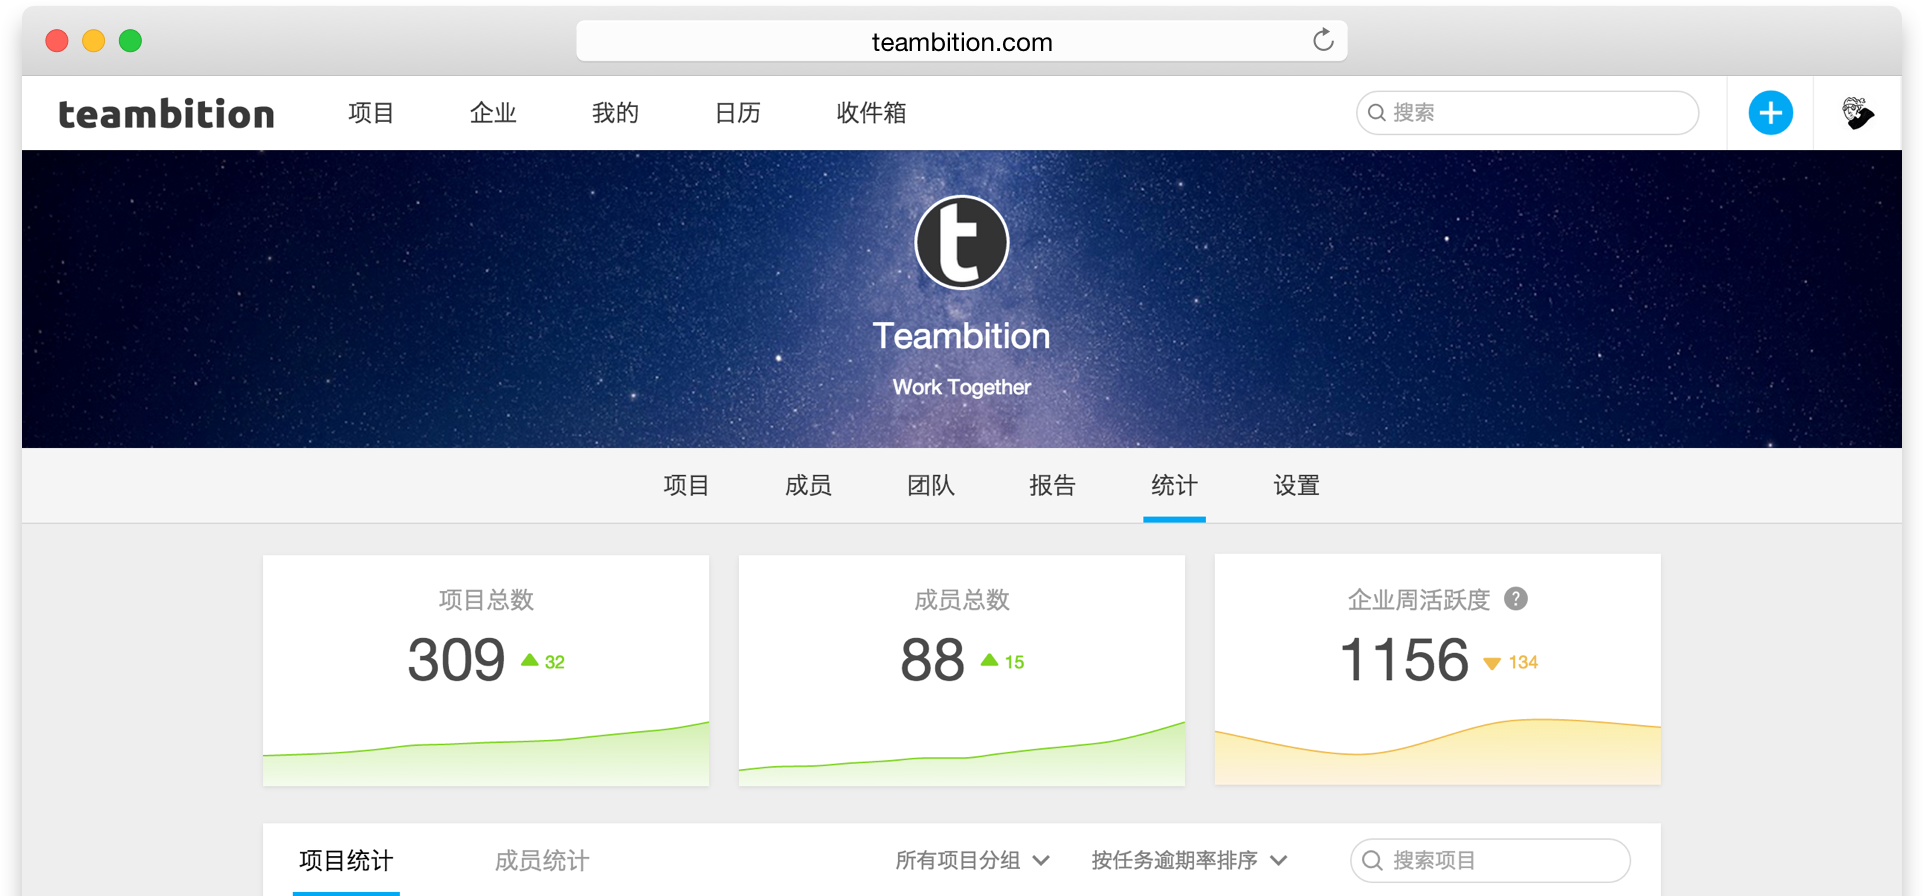 teambition.com
teambition 项目 企业 我的 日历 收件箱 搜索
t
Teambition
Work Together
项目 成员 团队 报告 统计 设置
项目总数
309 32
成员总数
88 15
企业周活跃度 ?
1156 134
项目统计 成员统计 所有项目分组 按任务逾期率排序 搜索项目